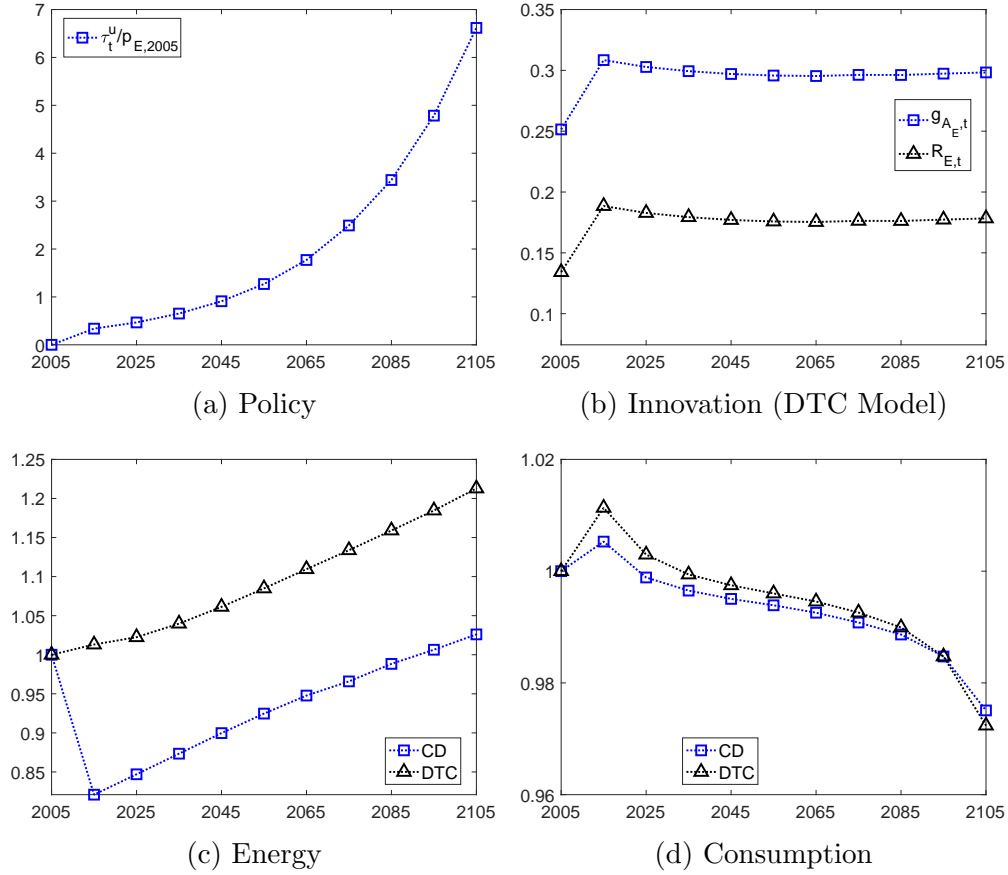 7
6
5
4
3
2
1
0
τ_t^u/p_{E,2005}
2005 2025 2045 2065 2085 2105
(a) Policy
0.35
0.3
0.25
0.2
0.15
0.1
g_{A_E,t}
R_{E,t}
2005 2025 2045 2065 2085 2105
(b) Innovation (DTC Model)
1.25
1.2
1.15
1.1
1.05
1
0.95
0.9
0.85
CD
DTC
2005 2025 2045 2065 2085 2105
(c) Energy
1.02
1
0.98
0.96
CD
DTC
2005 2025 2045 2065 2085 2105
(d) Consumption